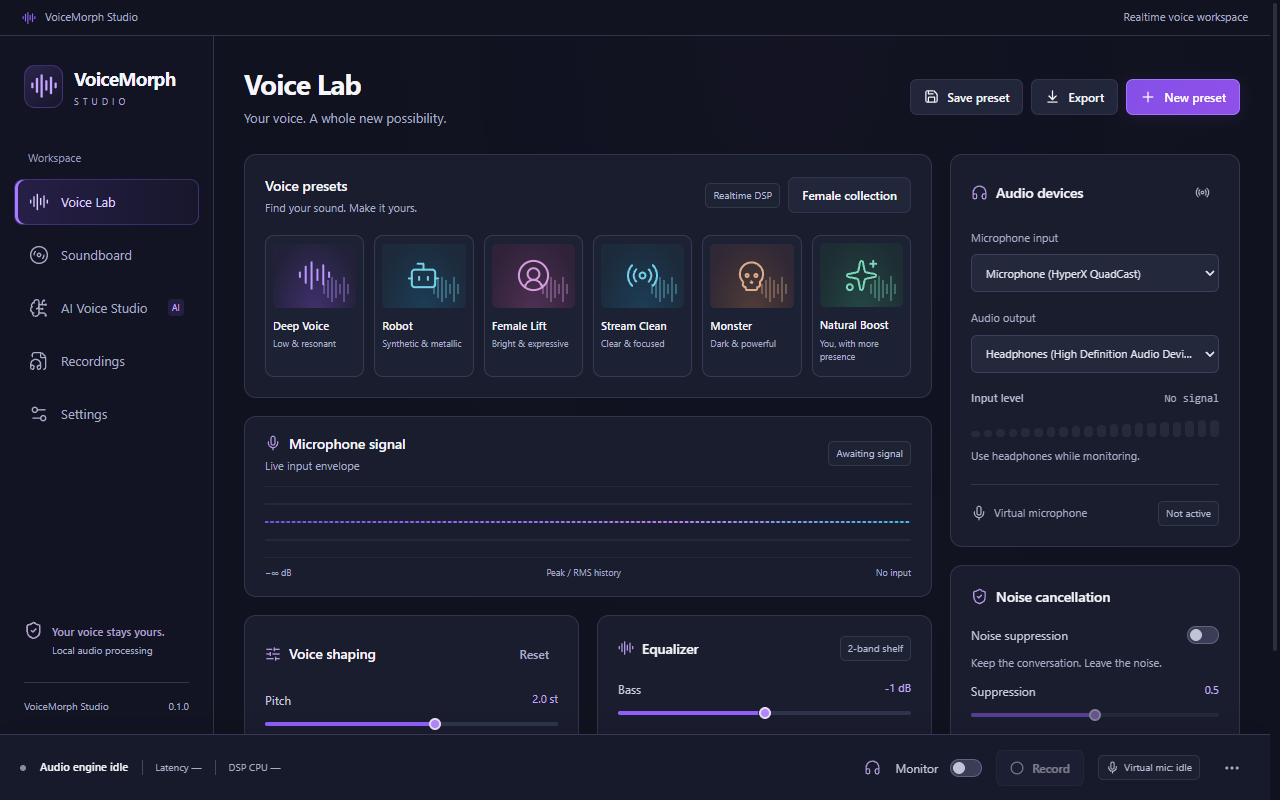 VoiceMorph Studio
Realtime voice workspace
VoiceMorph
STUDIO
Workspace
Voice Lab
Soundboard
AI Voice Studio
AI
Recordings
Settings
Your voice stays yours.
Local audio processing
VoiceMorph Studio
0.1.0
Voice Lab
Your voice. A whole new possibility.
Save preset
Export
New preset
Voice presets
Find your sound. Make it yours.
Realtime DSP
Female collection
Deep Voice
Low & resonant
Robot
Synthetic & metallic
Female Lift
Bright & expressive
Stream Clean
Clear & focused
Monster
Dark & powerful
Natural Boost
You, with more
presence
Microphone signal
Live input envelope
Awaiting signal
−∞ dB
Peak / RMS history
No input
Voice shaping
Reset
Pitch
2.0 st
Equalizer
2-band shelf
Bass
-1 dB
Audio devices
Microphone input
Microphone (HyperX QuadCast)
Audio output
Headphones (High Definition Audio Devi...
Input level
No signal
Use headphones while monitoring.
Virtual microphone
Not active
Noise cancellation
Noise suppression
Keep the conversation. Leave the noise.
Suppression
0.5
Audio engine idle
Latency —
DSP CPU —
Monitor
Record
Virtual mic: idle